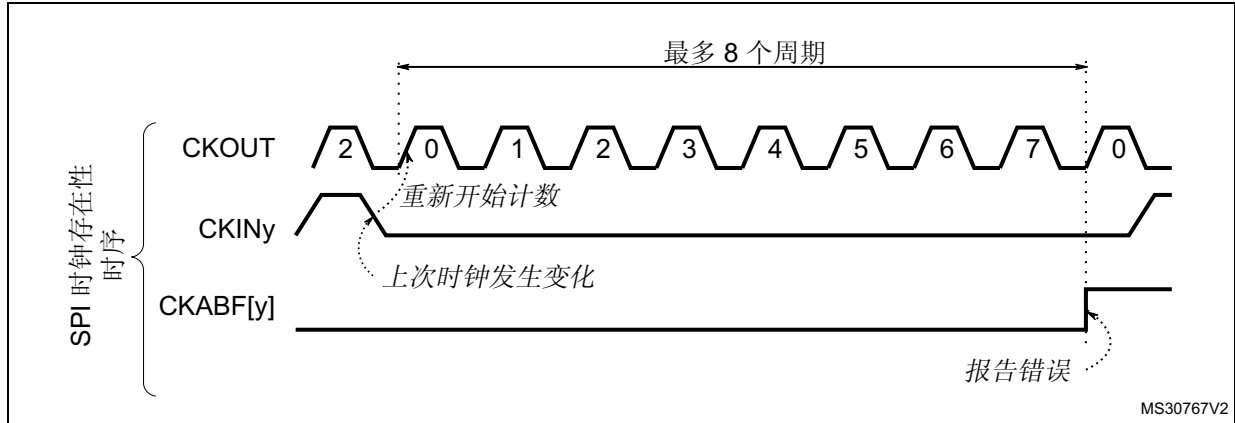 最多 8 个周期
CKOUT
2 0 1 2 3 4 5 6 7 0
重新开始计数
CKINy
上次时钟发生变化
CKABF[y]
报告错误
SPI 时钟存在性
时序
MS30767V2